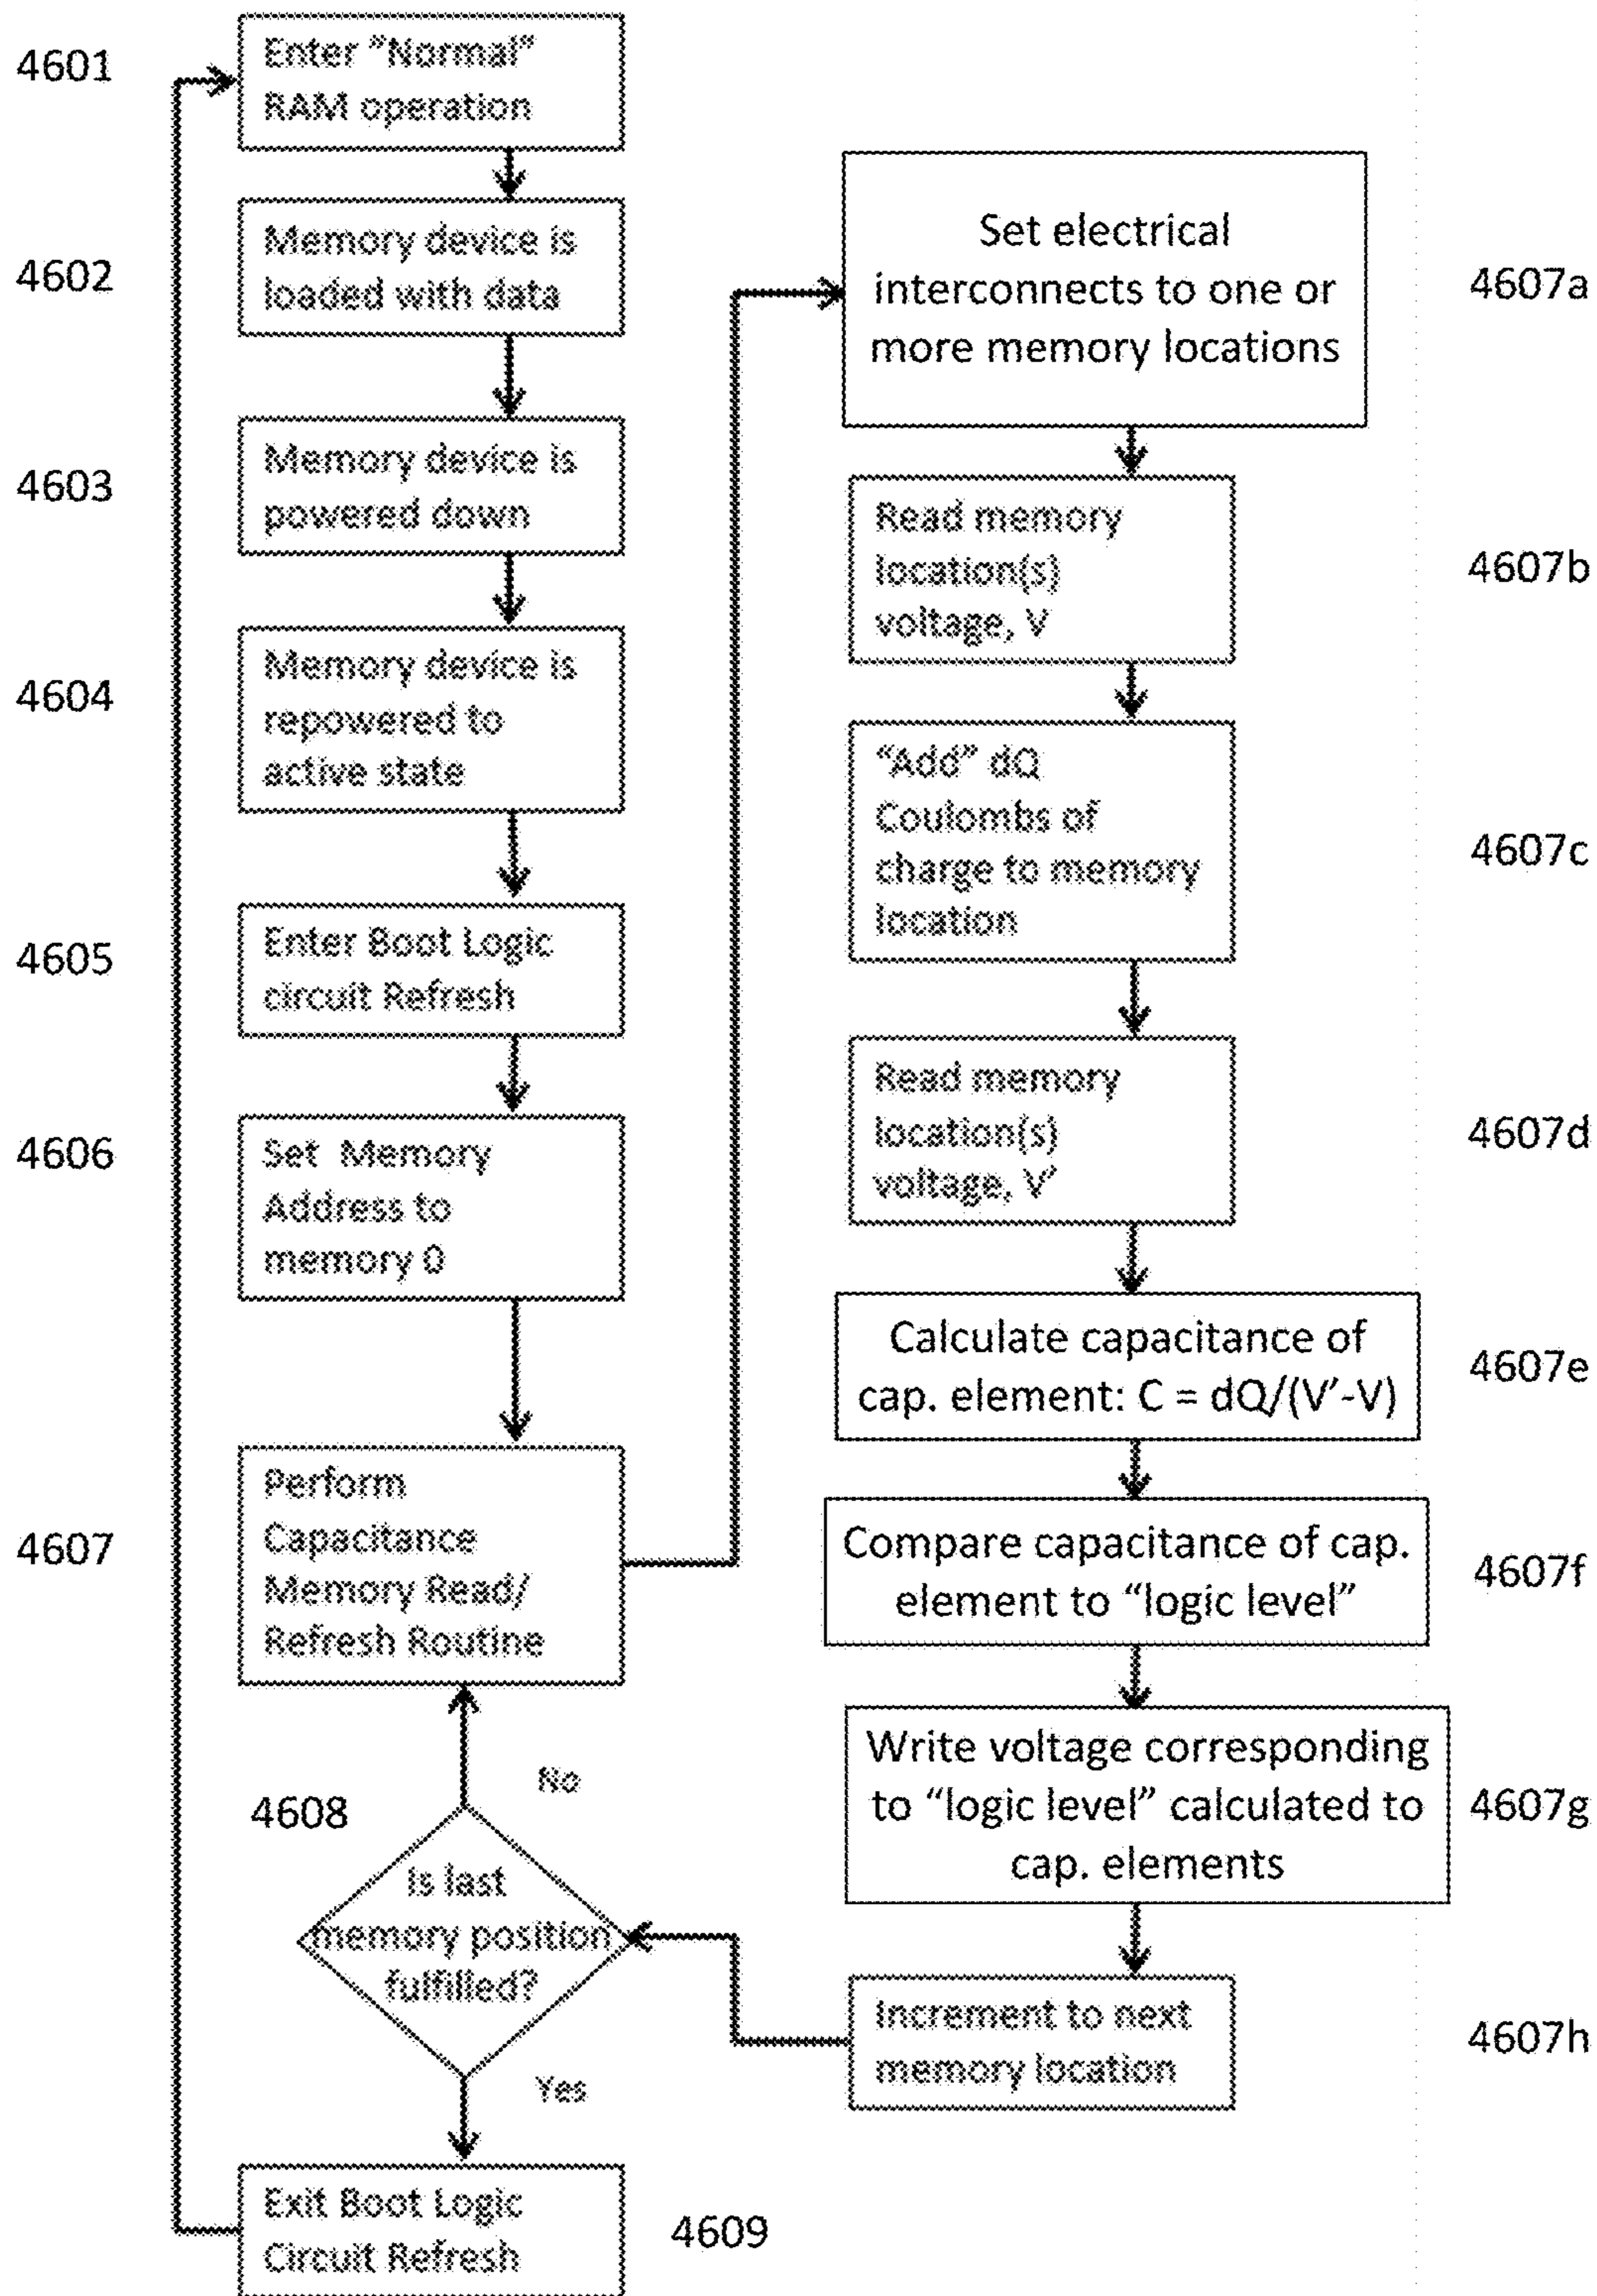 4601
Enter "Normal"
RAM operation
4602
Memory device is
loaded with data
4603
Memory device is
powered down
4604
Memory device is
repowered to
active state
4605
Enter Boot Logic
circuit Refresh
4606
Set Memory
Address to
memory 0
4607
Perform
Capacitance
Memory Read/
Refresh Routine
Set electrical
interconnects to one or
more memory locations
4607a
Read memory
location(s)
voltage, V
4607b
"Add" dQ
Coulombs of
charge to memory
location
4607c
Read memory
location(s)
voltage, V'
4607d
Calculate capacitance of
cap. element: C = dQ/(V'-V)
4607e
Compare capacitance of cap.
element to "logic level"
4607f
Write voltage corresponding
to "logic level" calculated to
cap. elements
4607g
Increment to next
memory location
4607h
4608
No
Is last
memory position
fulfilled?
Yes
Exit Boot Logic
Circuit Refresh
4609